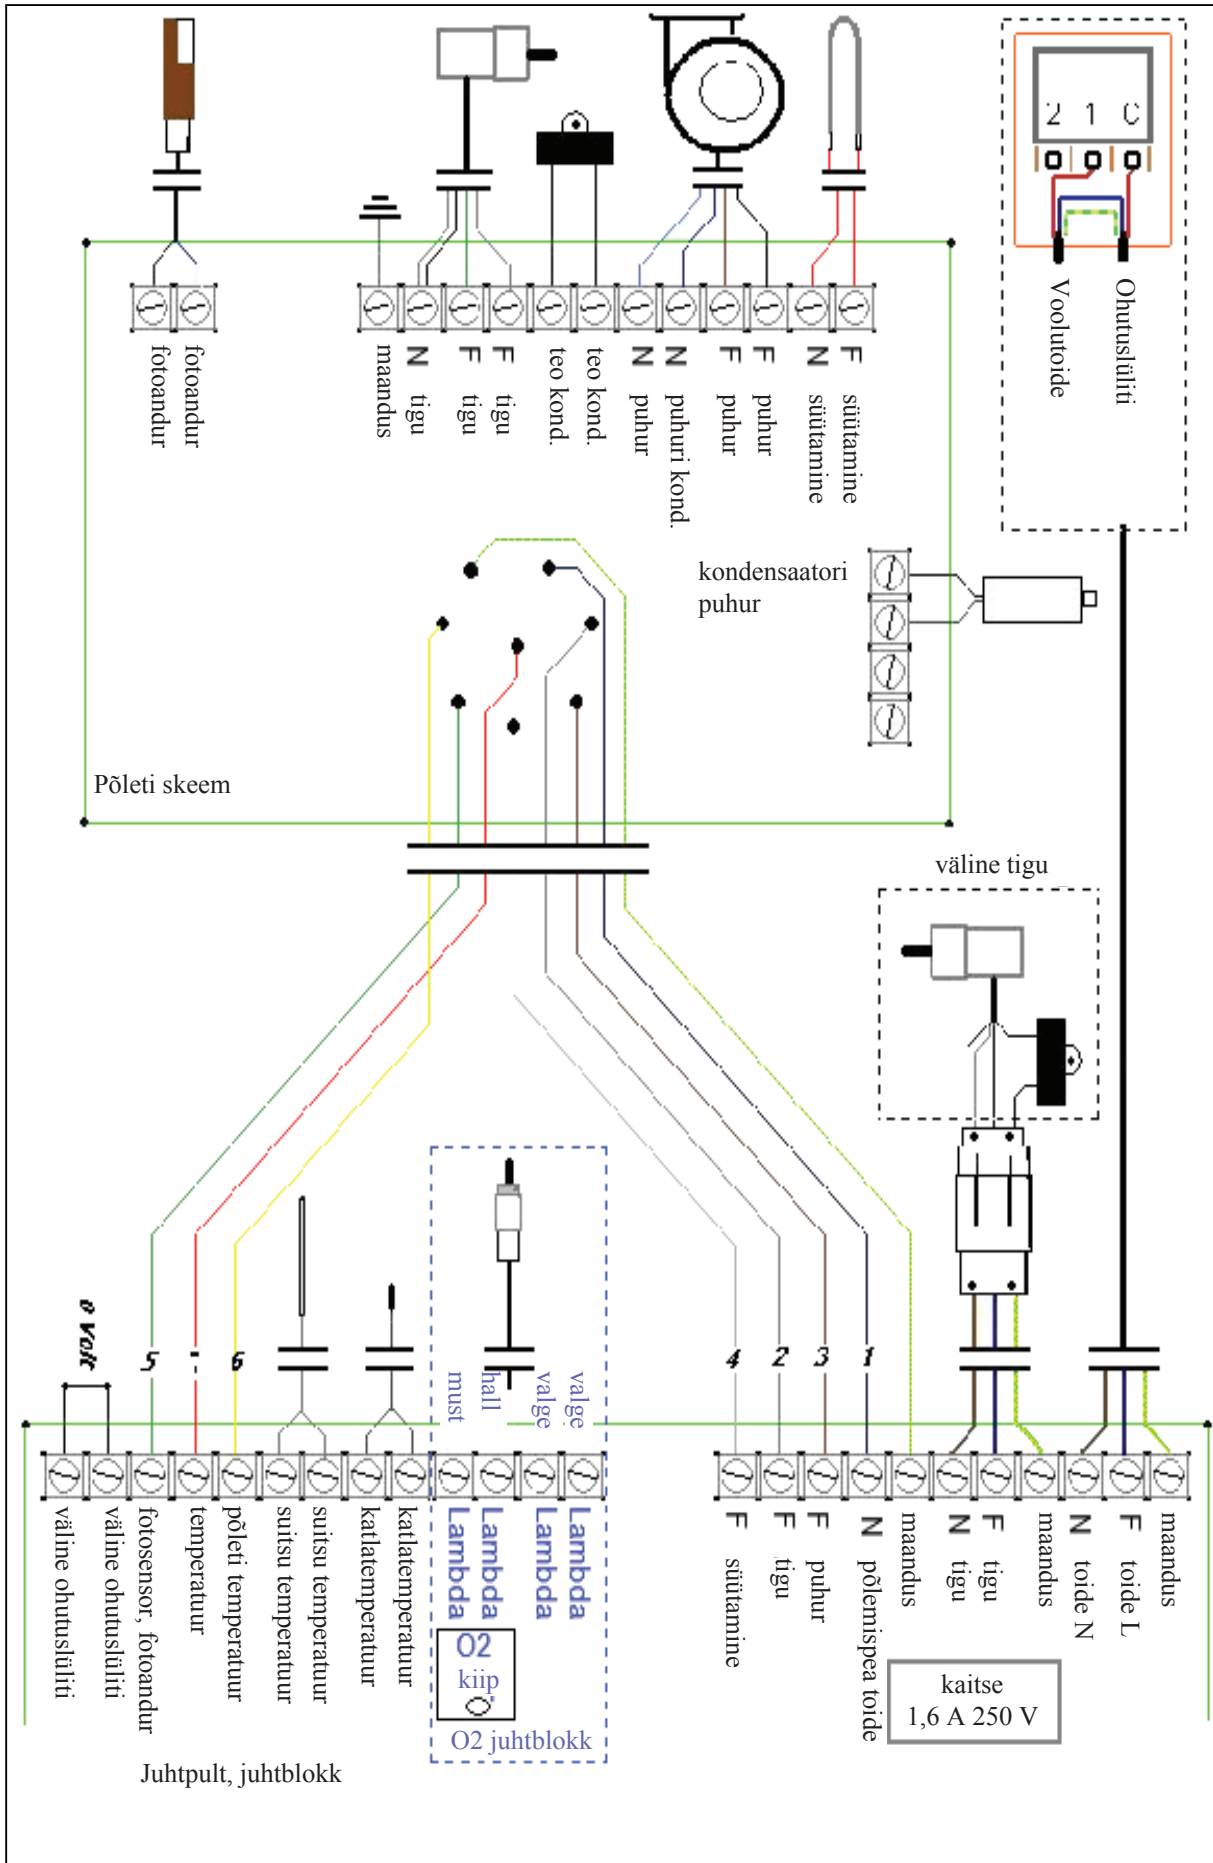 2 1 C
Voolutoide
Ohutuslüliti
fotoandur
fotoandur
maandus
N tigu
F tigu
F tigu
teo kond.
teo kond.
N puhur
N puhuri kond.
F puhur
F puhur
N süütamine
F süütamine
kondensaatori
puhur
Põleti skeem
väline tigu
0 Volt
5
-
6
must
hall
valge
valge
4
2
3
1
väline ohutuslüliti
väline ohutuslüliti
fotosensor, fotoandur
temperatuur
põleti temperatuur
suitsu temperatuur
suitsu temperatuur
katlatemperatuur
katlatemperatuur
Lambda
Lambda
Lambda
Lambda
O2
kiip
O2 juhtblokk
F süütamine
F tigu
F puhur
N põlemispea toide
maandus
N tigu
F tigu
maandus
N toide N
F toide L
maandus
kaitse
1,6 A 250 V
Juhtpult, juhtblokk